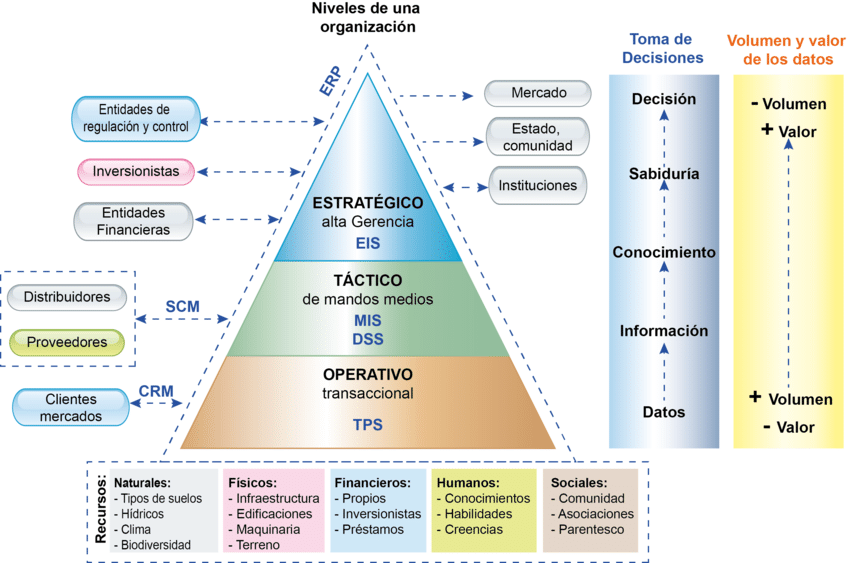 Niveles de una
organización
ERP
Entidades de
regulación y control
Inversionistas
Entidades
Financieras
Mercado
Estado,
comunidad
Instituciones
ESTRATÉGICO
alta Gerencia
EIS
Distribuidores
Proveedores
SCM
TÁCTICO
de mandos medios
MIS
DSS
Clientes
mercados
CRM
OPERATIVO
transaccional
TPS
Recursos:
Naturales:
- Tipos de suelos
- Hídricos
- Clima
- Biodiversidad
Físicos:
- Infraestructura
- Edificaciones
- Maquinaria
- Terreno
Financieros:
- Propios
- Inversionistas
- Préstamos
Humanos:
- Conocimientos
- Habilidades
- Creencias
Sociales:
- Comunidad
- Asociaciones
- Parentesco
Toma de
Decisiones
Decisión
Sabiduría
Conocimiento
Información
Datos
Volumen y valor
de los datos
- Volumen
+ Valor
+ Volumen
- Valor